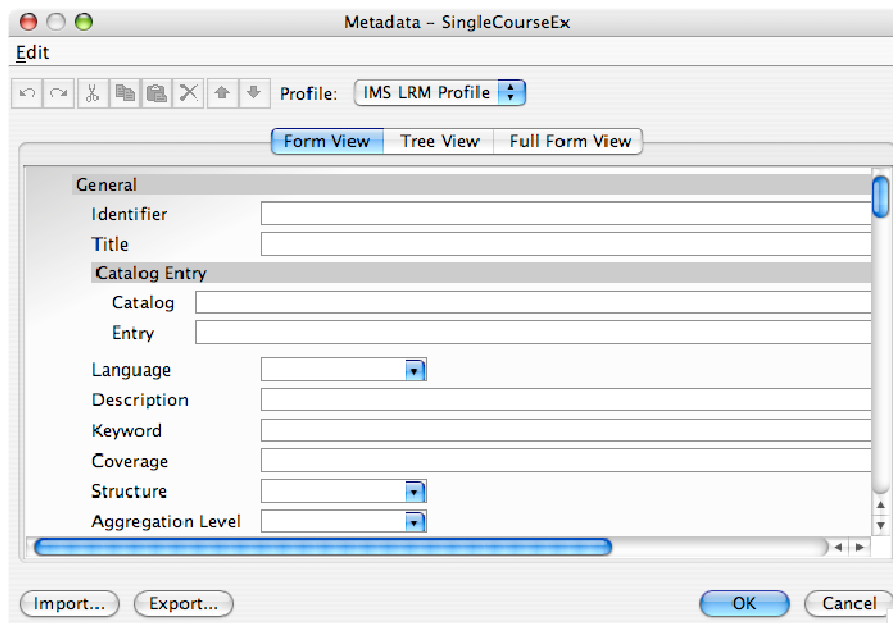 Metadata – SingleCourseEx
Edit
Profile: IMS LRM Profile
Form View Tree View Full Form View
General
Identifier
Title
Catalog Entry
Catalog
Entry
Language
Description
Keyword
Coverage
Structure
Aggregation Level
Import... Export... OK Cancel